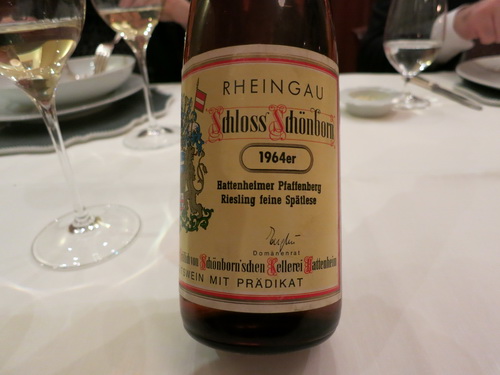 RHEINGAU
Schloss Schönborn
1964er
Hattenheimer Pfaffenberg
Riesling feine Spätlese
Domänenrat
Schönborn'schen Kellerei Hattenheim
WEIN MIT PRÄDIKAT